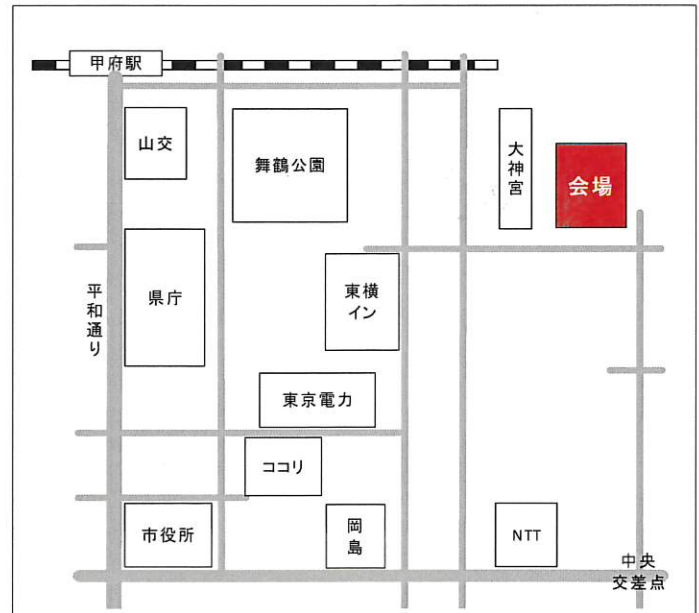 甲府駅
山交
舞鶴公園
大神宮
会場
県庁
平和通り
東横
イン
東京電力
ココリ
市役所
岡島
NTT
中央
交差点